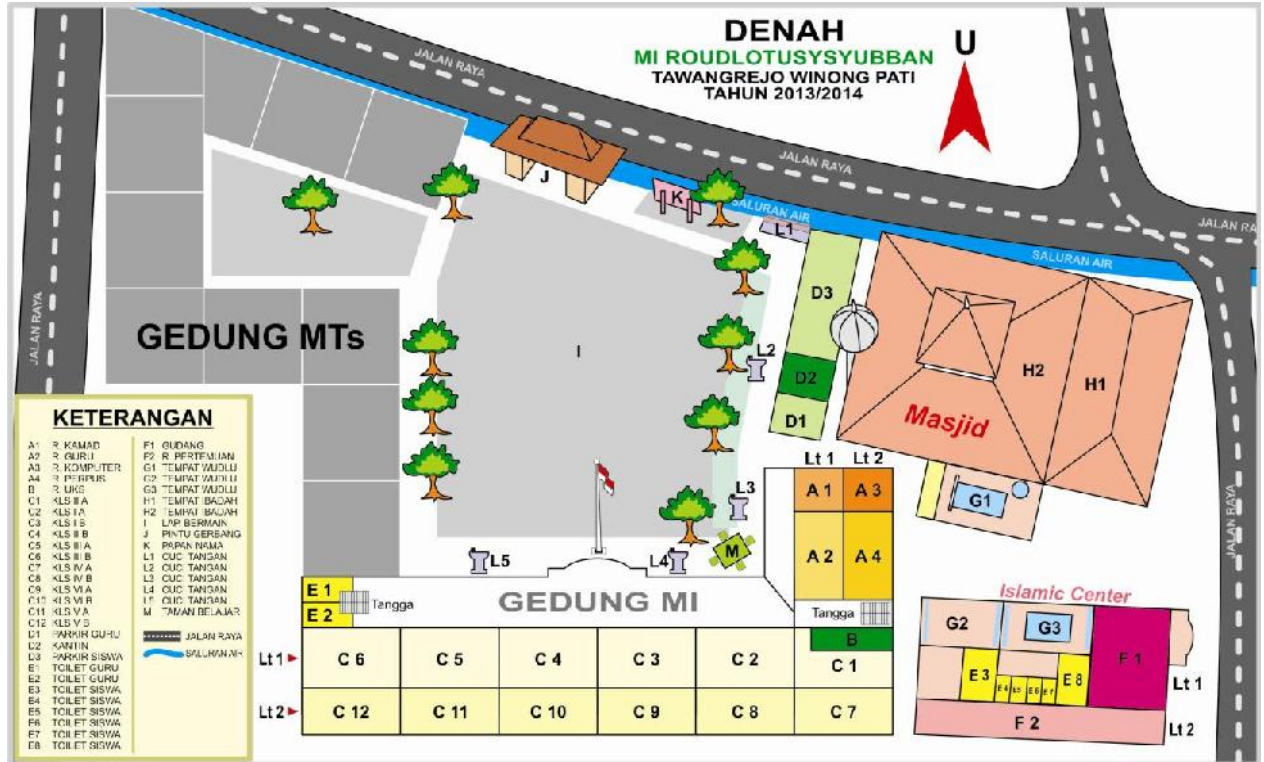 DENAH
MI ROUDLOTUSYSYUBBAN
TAWANGREJO WINONG PATI
TAHUN 2013/2014
U
JALAN RAYA
JALAN RAYA
JALAN RAYA
JALAN RAYA
JALAN RAYA
JALAN RAYA
SALURAN AIR
SALURAN AIR
J
K
L1
D3
D2
D1
GEDUNG MTs
I
L2
H2
H1
Masjid
G1
Lt 1
Lt 2
A 1
A 3
A 2
A 4
L3
M
L4
L5
E 1
E 2
Tangga
GEDUNG MI
Tangga
B
Lt 1
C 6
C 5
C 4
C 3
C 2
C 1
Lt 2
C 12
C 11
C 10
C 9
C 8
C 7
Islamic Center
G2
G3
F 1
E 3
E 8
Lt 1
F 2
Lt 2
KETERANGAN
A1 R. KAMAD
A2 R. GURU
A3 R. KOMPUTER
A4 R. PERPUS
B R. UKS
C1 KLS II A
C2 KLS I A
C3 KLS I B
C4 KLS II B
C5 KLS III A
C6 KLS III B
C7 KLS IV A
C8 KLS IV B
C9 KLS VI A
C10 KLS VI B
C11 KLS V A
C12 KLS V B
D1 PARKIR GURU
D2 KANTIN
D3 PARKIR SISWA
E1 TOILET GURU
E2 TOILET GURU
E3 TOILET SISWA
E4 TOILET SISWA
E5 TOILET SISWA
E6 TOILET SISWA
E7 TOILET SISWA
E8 TOILET SISWA
F1 GUDANG
F2 R. PERTEMUAN
G1 TEMPAT WUDLU
G2 TEMPAT WUDLU
G3 TEMPAT WUDLU
H1 TEMPAT IBADAH
H2 TEMPAT IBADAH
I LAP BERMAIN
J PINTU GERBANG
K PAPAN NAMA
L1 CUCI TANGAN
L2 CUCI TANGAN
L3 CUCI TANGAN
L4 CUCI TANGAN
L5 CUCI TANGAN
M TAMAN BELAJAR
JALAN RAYA
SALURAN AIR